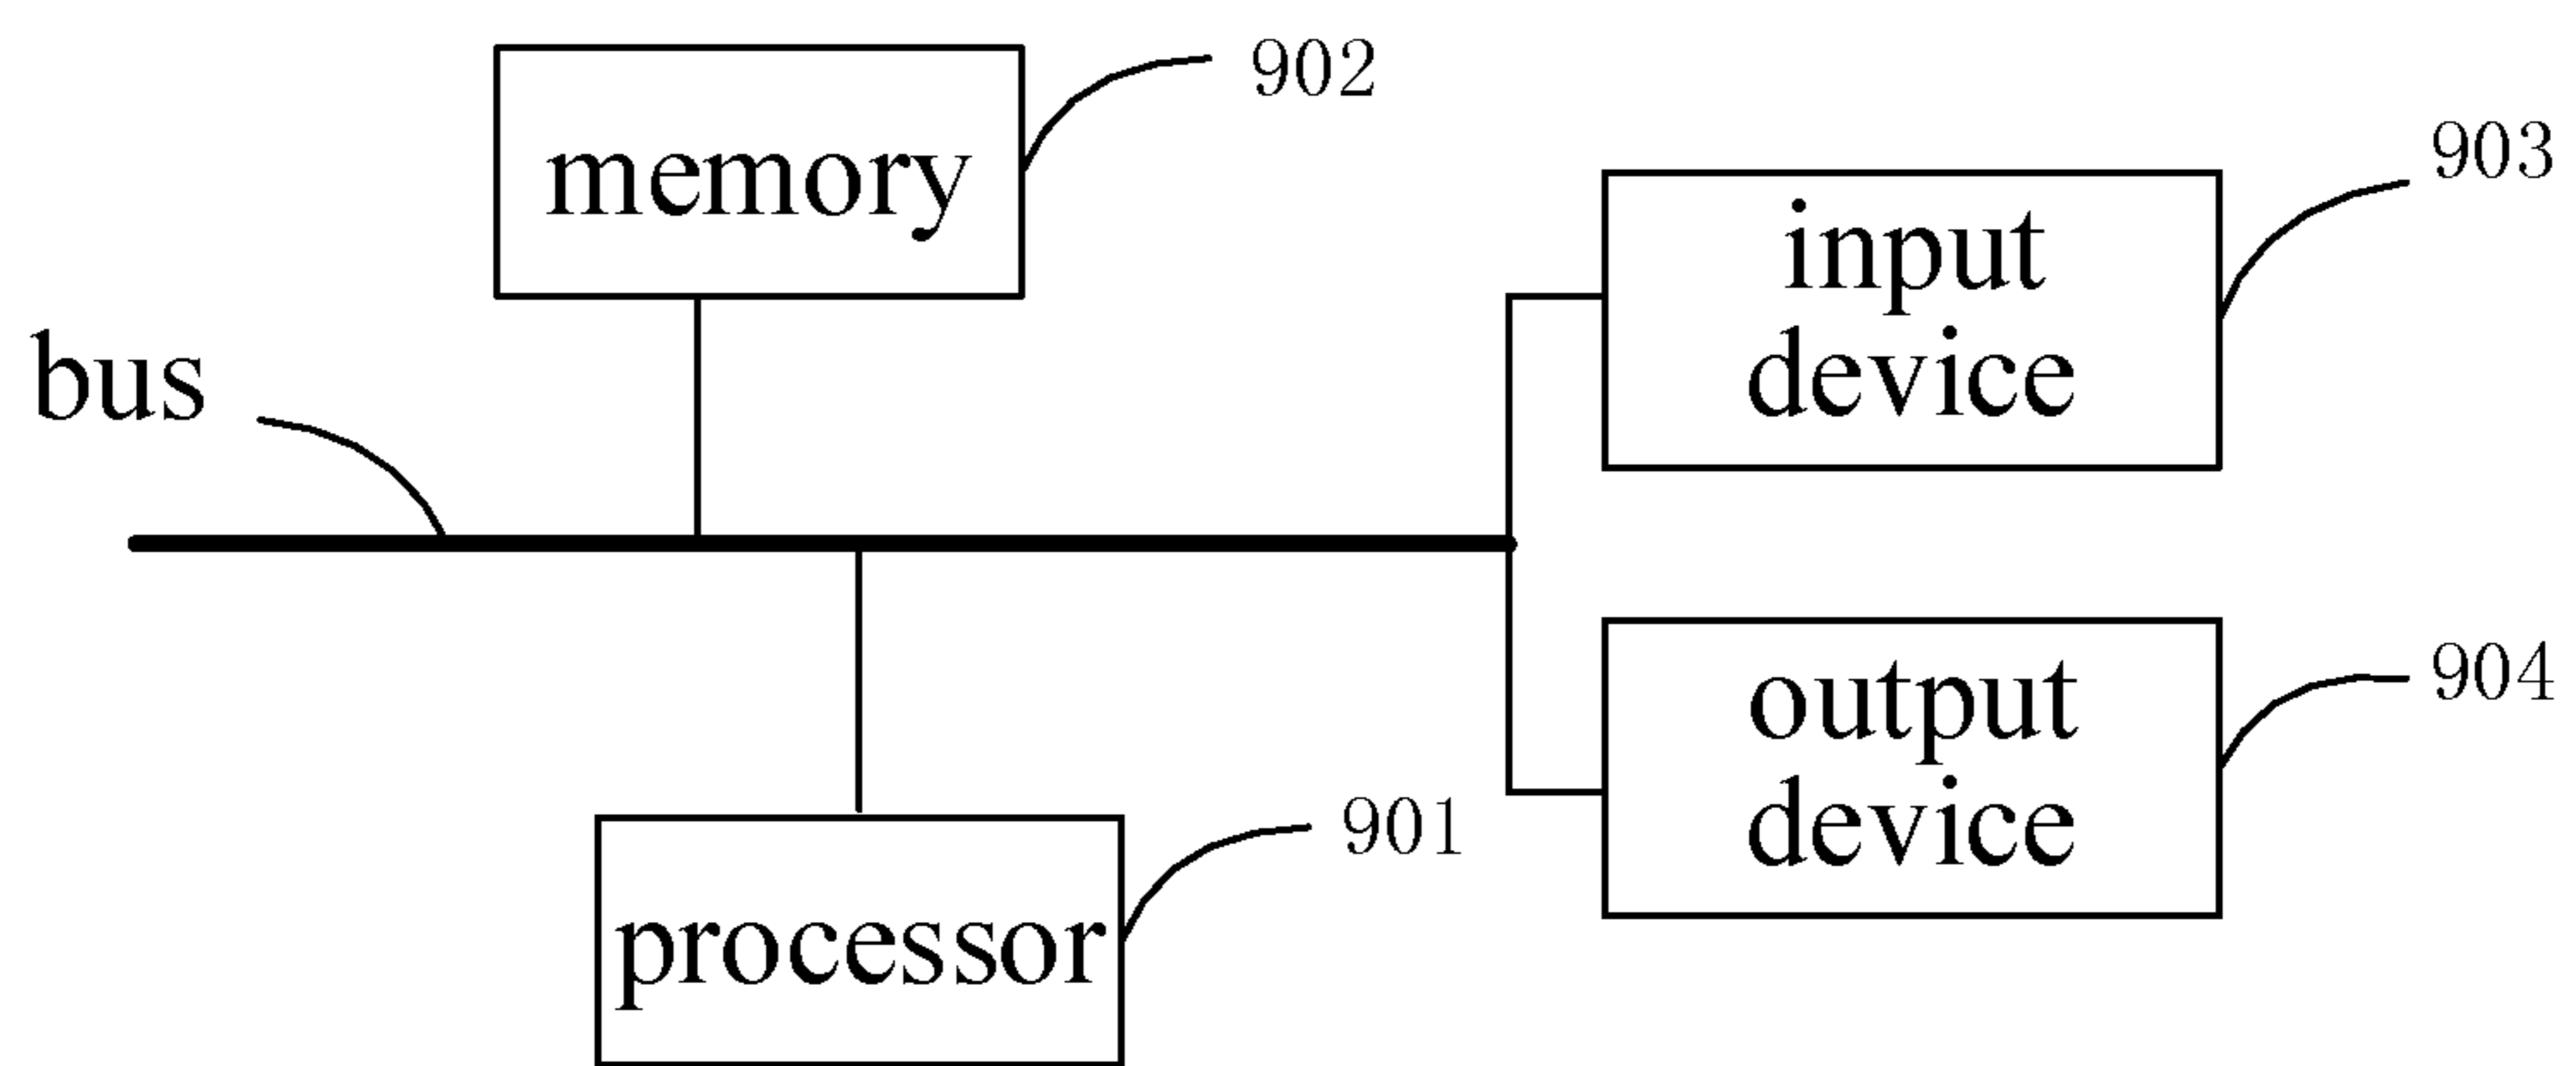 902
memory
903
input
device
bus
output
device
904
901
processor